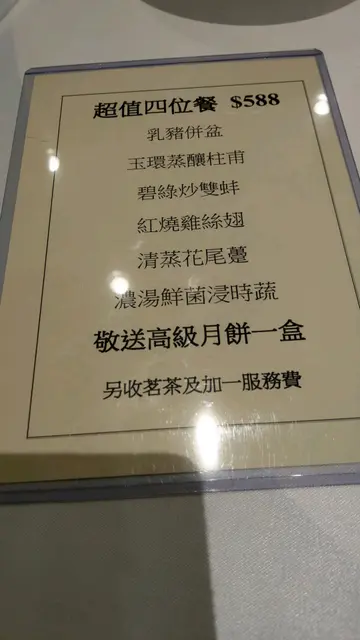 超值四位餐 $588
乳豬併盆
玉環蒸釀柱甫
碧綠炒雙蚌
紅燒雞絲翅
清蒸花尾躉
濃湯鮮菌浸時蔬
敬送高級月餅一盒
另收茗茶及加一服務費